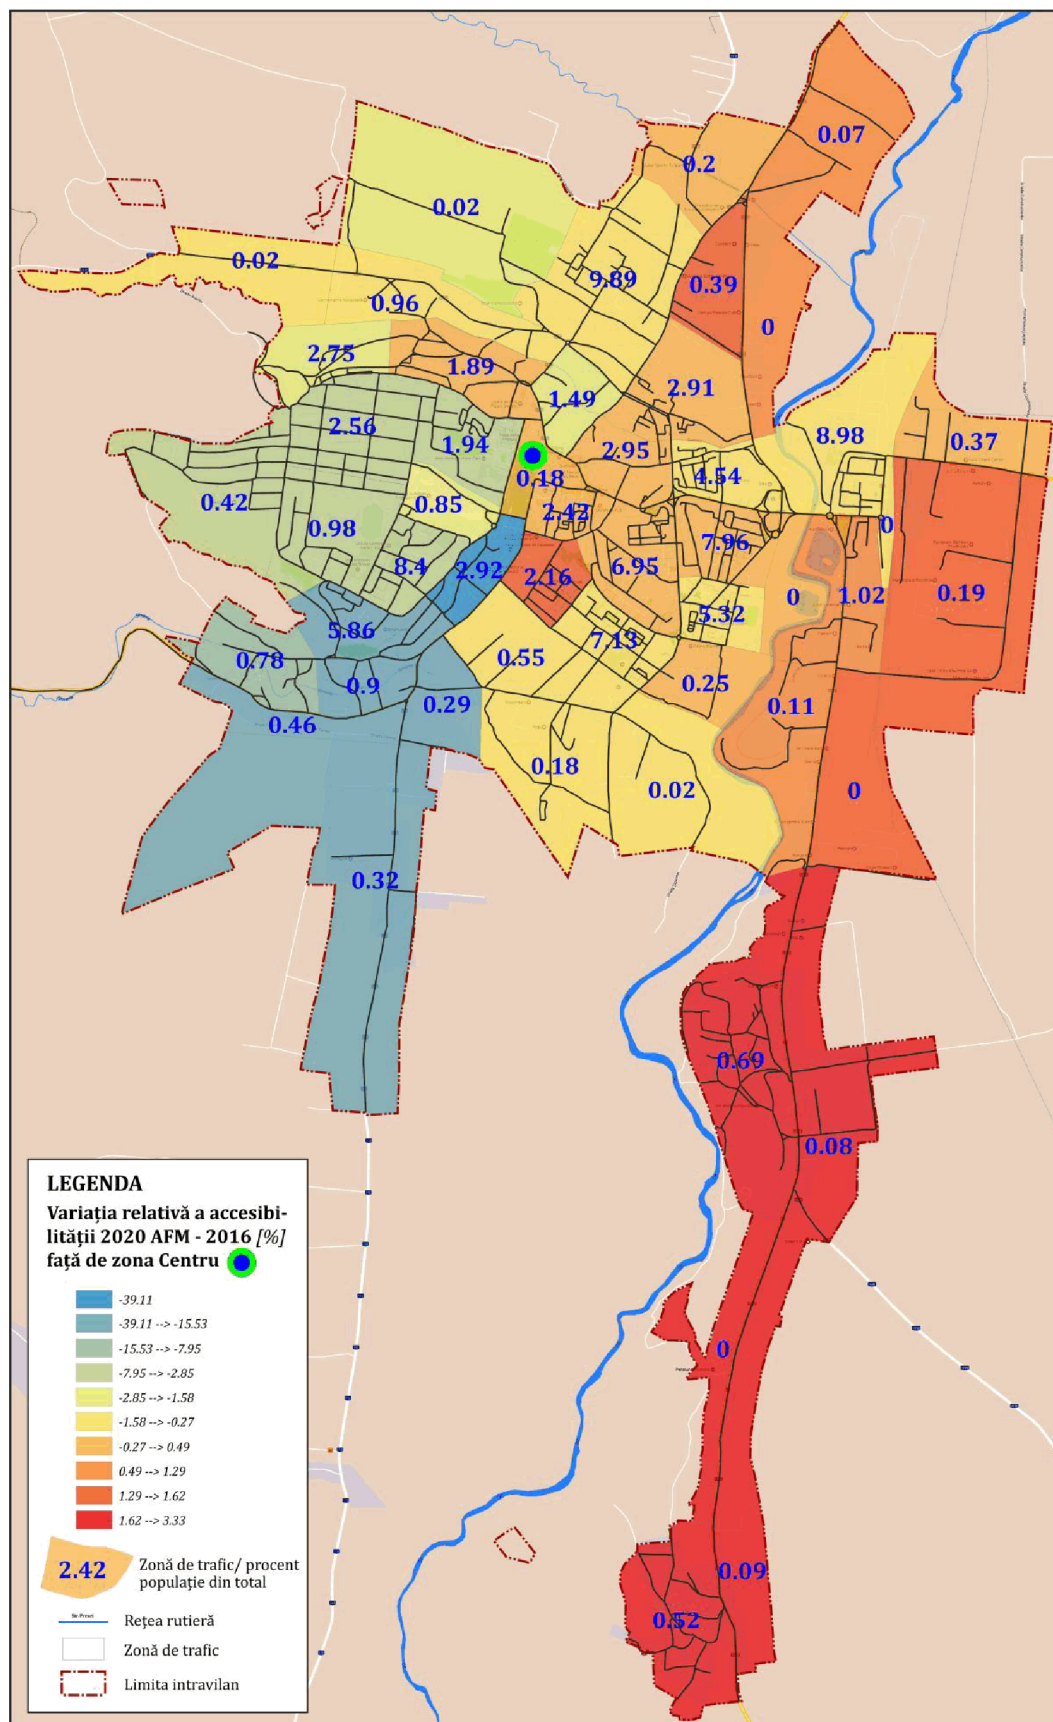 0.07
0.2
0.02
0.02
9.89
0.39
0.96
0
2.75
1.89
2.91
1.49
2.56
1.94
2.95
8.98
0.37
4.54
0.18
0.42
0.85
2.42
0
0.98
7.96
8.4
2.92
2.16
6.95
0
1.02
0.19
5.32
5.86
7.13
0.78
0.55
0.9
0.25
0.29
0.11
0.46
0.18
0.02
0
0.32
0.69
0.08
0
0.09
0.52
LEGENDA
Variația relativă a accesibi-
lității 2020 AFM - 2016 [%]
față de zona Centru
-39.11
-39.11 --> -15.53
-15.53 --> -7.95
-7.95 --> -2.85
-2.85 --> -1.58
-1.58 --> -0.27
-0.27 --> 0.49
0.49 --> 1.29
1.29 --> 1.62
1.62 --> 3.33
2.42
Zonă de trafic/ procent
populație din total
Rețea rutieră
Zonă de trafic
Limita intravilan